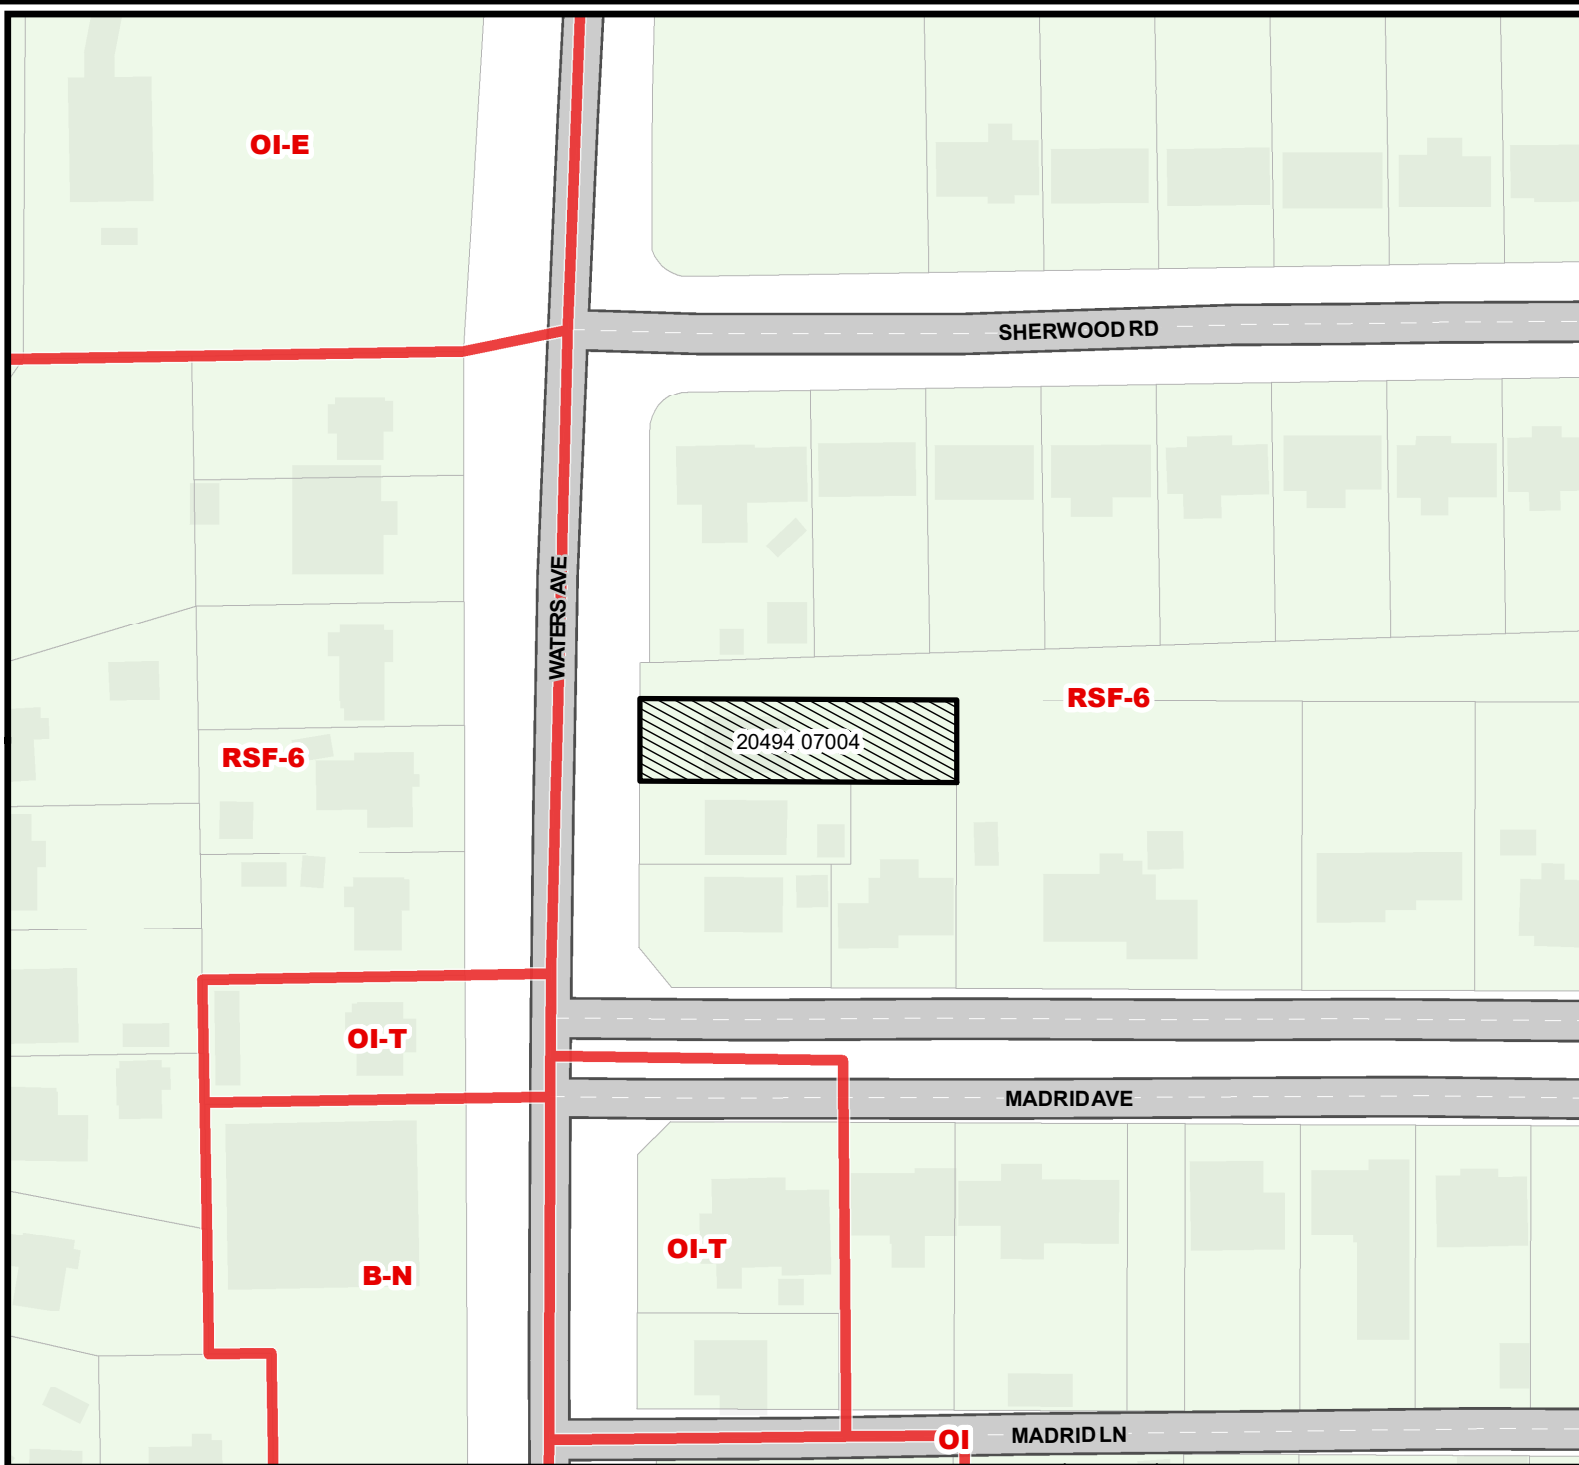 OI-E
SHERWOOD RD
WATERS AVE
RSF-6
20494 07004
RSF-6
OI-T
MADRID AVE
OI-T
B-N
OI
MADRID LN